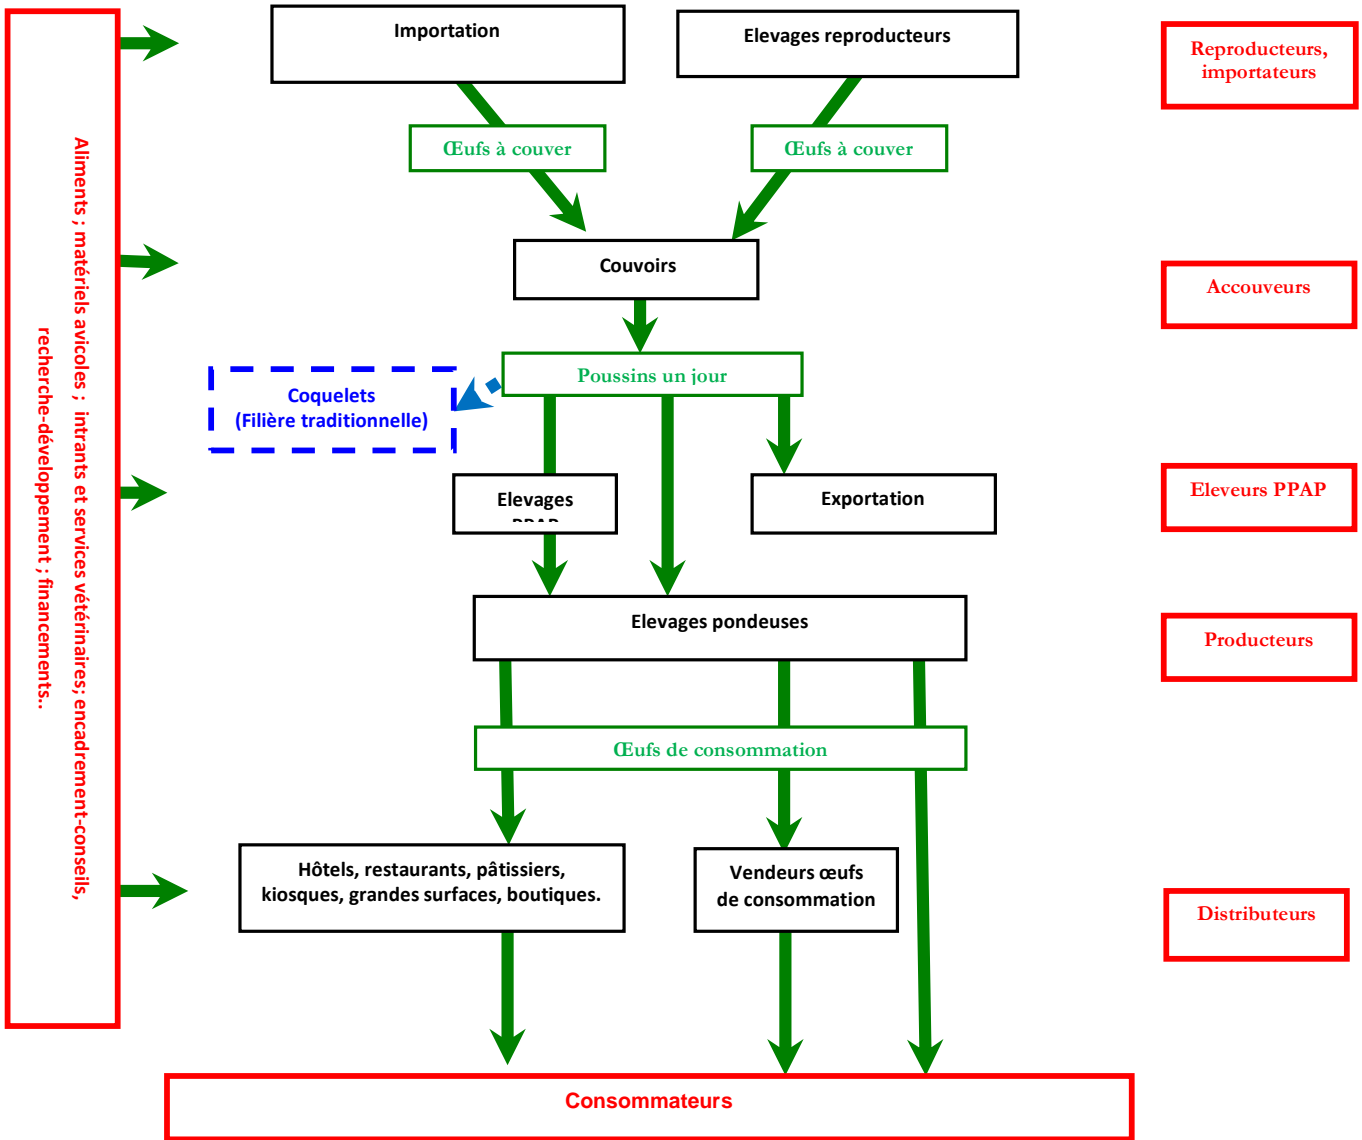 Importation
Elevages reproducteurs
Reproducteurs,
importateurs
Œufs à couver
Œufs à couver
Aliments ; matériels avicoles ; intrants et services vétérinaires; encadrement-conseils,
recherche-développement ; financements..
Couvoirs
Accouveurs
Poussins un jour
Coquelets
(Filière traditionnelle)
Elevages
Exportation
Eleveurs PPAP
Elevages pondeuses
Producteurs
Œufs de consommation
Hôtels, restaurants, pâtissiers,
kiosques, grandes surfaces, boutiques.
Vendeurs œufs
de consommation
Distributeurs
Consommateurs